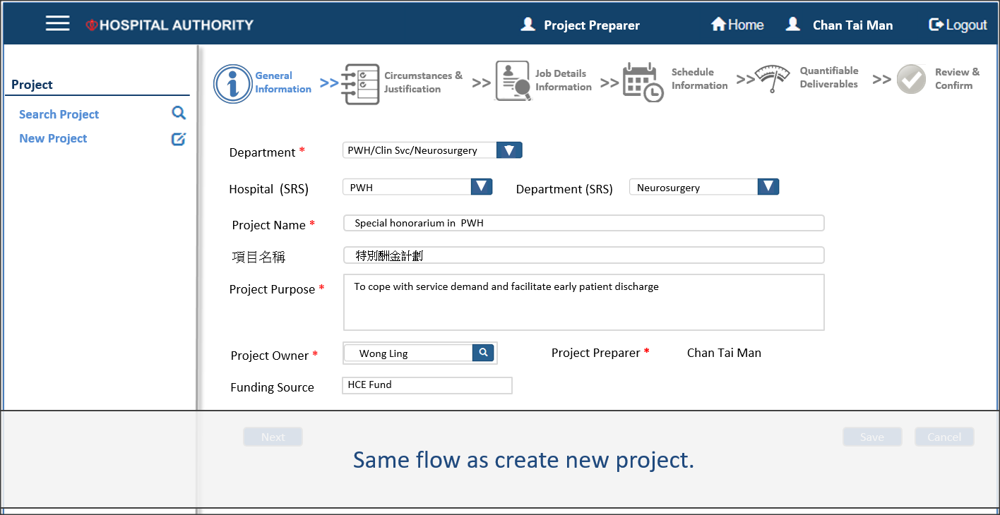 HOSPITAL AUTHORITY
Project Preparer
Home
Chan Tai Man
Logout
Project
Search Project
New Project
General
Information
>>
Circumstances &
Justification
>>
Job Details
Information
>>
Schedule
Information
>>
Quantifiable
Deliverables
>>
Review &
Confirm
Department * PWH/Clin Svc/Neurosurgery
Hospital (SRS) PWH Department (SRS) Neurosurgery
Project Name * Special honorarium in PWH
項目名稱 特別酬金計劃
Project Purpose * To cope with service demand and facilitate early patient discharge
Project Owner * Wong Ling Project Preparer * Chan Tai Man
Funding Source HCE Fund
Next Save Cancel
Same flow as create new project.